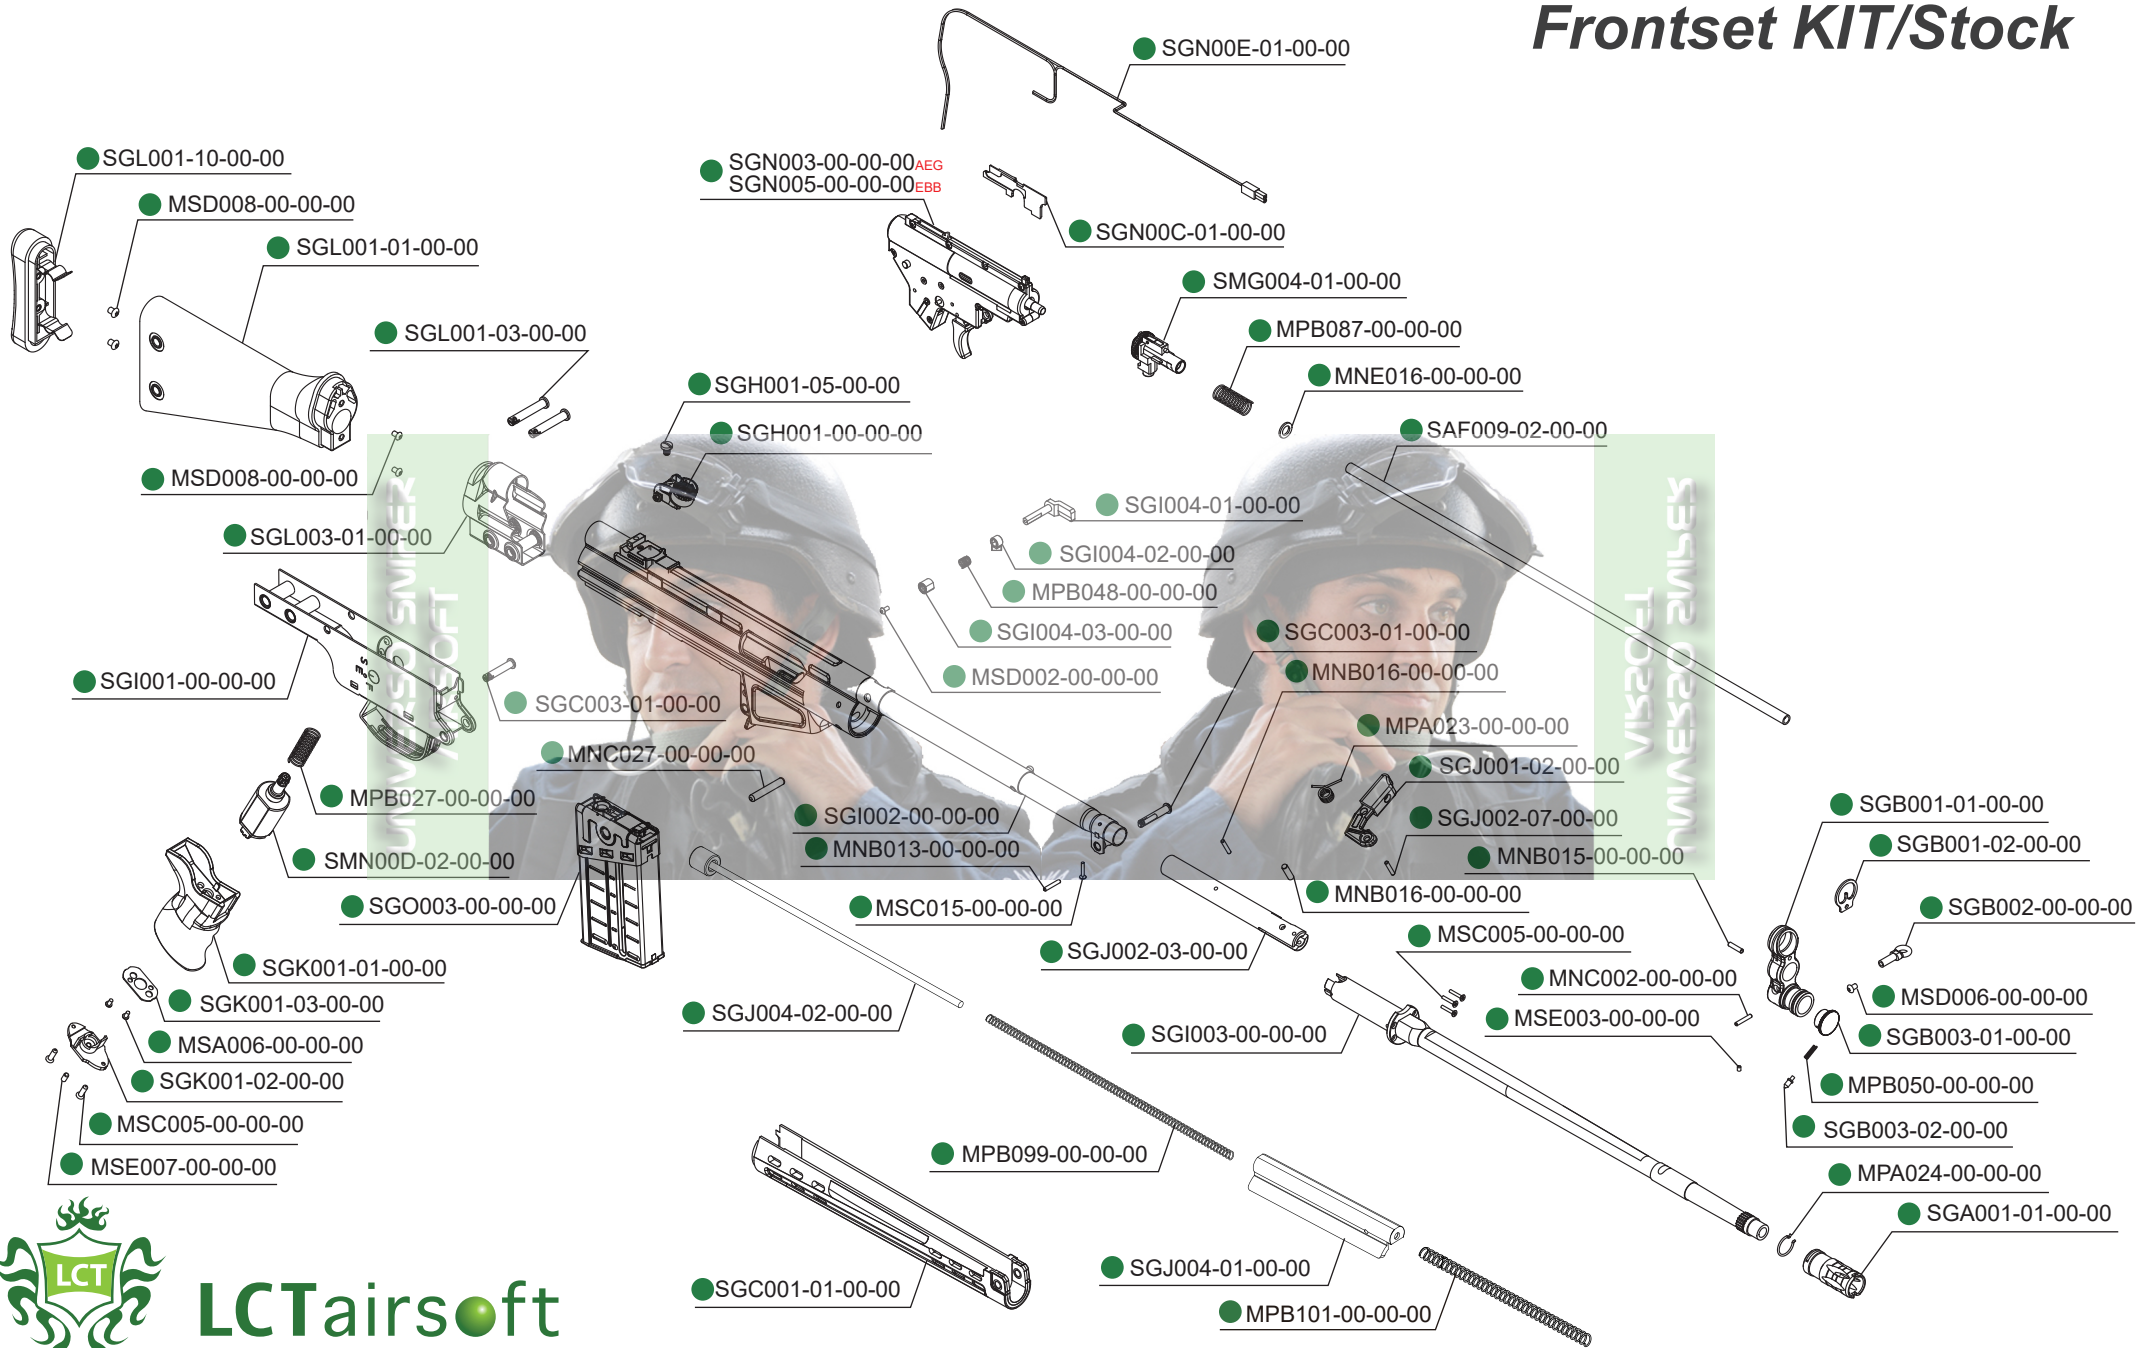 Frontset KIT/Stock
SGN00E-01-00-00
SGL001-10-00-00
SGN003-00-00-00AEG
SGN005-00-00-00EBB
MSD008-00-00-00
SGN00C-01-00-00
SGL001-01-00-00
SMG004-01-00-00
SGL001-03-00-00
MPB087-00-00-00
SGH001-05-00-00
MNE016-00-00-00
SGH001-00-00-00
SAF009-02-00-00
MSD008-00-00-00
SGI004-01-00-00
SGL003-01-00-00
SGI004-02-00-00
MPB048-00-00-00
SGI004-03-00-00
SGC003-01-00-00
SGI001-00-00-00
MSD002-00-00-00
MNB016-00-00-00
SGC003-01-00-00
MPA023-00-00-00
MNC027-00-00-00
SGJ001-02-00-00
MPB027-00-00-00
SGI002-00-00-00
SGJ002-07-00-00
SGB001-01-00-00
SMN00D-02-00-00
MNB013-00-00-00
MNB015-00-00-00
SGB001-02-00-00
SGO003-00-00-00
MSC015-00-00-00
MNB016-00-00-00
SGB002-00-00-00
SGJ002-03-00-00
MSC005-00-00-00
SGK001-01-00-00
MNC002-00-00-00
MSD006-00-00-00
SGK001-03-00-00
SGJ004-02-00-00
SGI003-00-00-00
MSE003-00-00-00
SGB003-01-00-00
MSA006-00-00-00
SGK001-02-00-00
MPB050-00-00-00
MSC005-00-00-00
SGB003-02-00-00
MSE007-00-00-00
MPB099-00-00-00
MPA024-00-00-00
SGA001-01-00-00
SGC001-01-00-00
SGJ004-01-00-00
MPB101-00-00-00
UNIVERSO SNIPER
AIRSOFT
UNIVERSO SNIPER
AIRSOFT
S
E
F
LCT
LCTairsoft